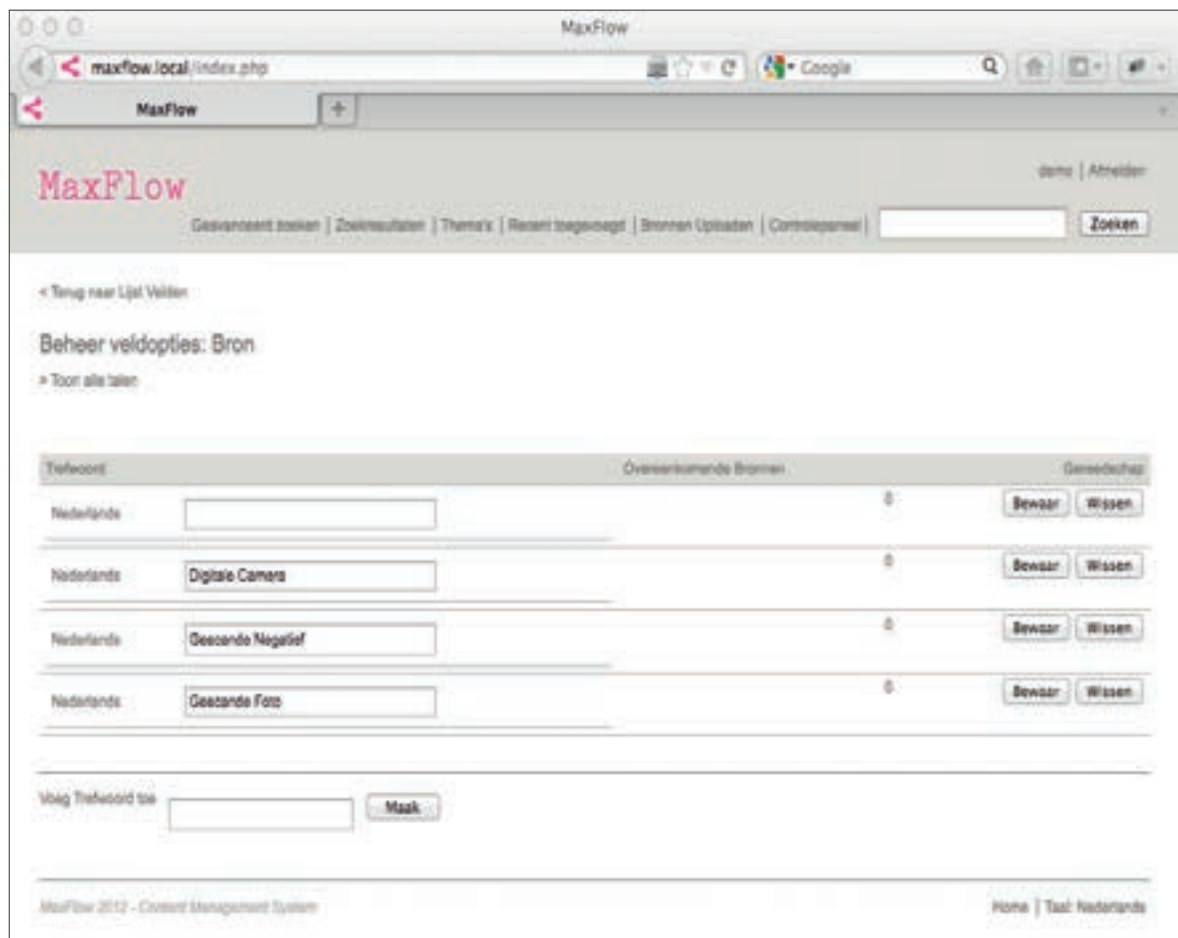 MaxFlow
maxflow.local/index.php
Google
MaxFlow
MaxFlow
demo | Afmelden
Geavanceerd zoeken | Zoekresultaten | Thema's | Recent toegevoegd | Bronnen Uploaden | Controlepaneel | Zoeken
< Terug naar Lijst Velden
Beheer veldopties: Bron
> Toon alle talen
Trefwoord Overeenkomende Bronnen Gereedschap
Nederlands 0 Bewaar Wissen
Nederlands Digitale Camera 0 Bewaar Wissen
Nederlands Gescande Negatief 0 Bewaar Wissen
Nederlands Gescande Foto 0 Bewaar Wissen
Voeg Trefwoord toe Maak
MaxFlow 2012 - Content Management System Home | Taal: Nederlands